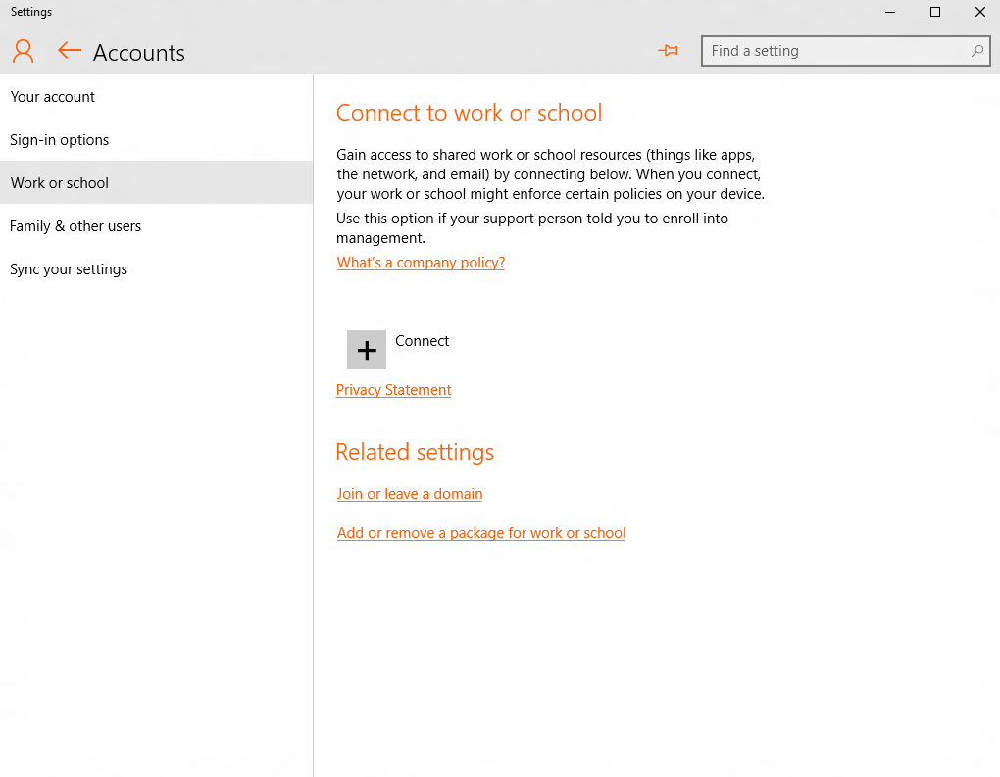 Settings
Accounts
Find a setting
Your account
Sign-in options
Work or school
Family & other users
Sync your settings
Connect to work or school
Gain access to shared work or school resources (things like apps,
the network, and email) by connecting below. When you connect,
your work or school might enforce certain policies on your device.
Use this option if your support person told you to enroll into
management.
What's a company policy?
Connect
Privacy Statement
Related settings
Join or leave a domain
Add or remove a package for work or school